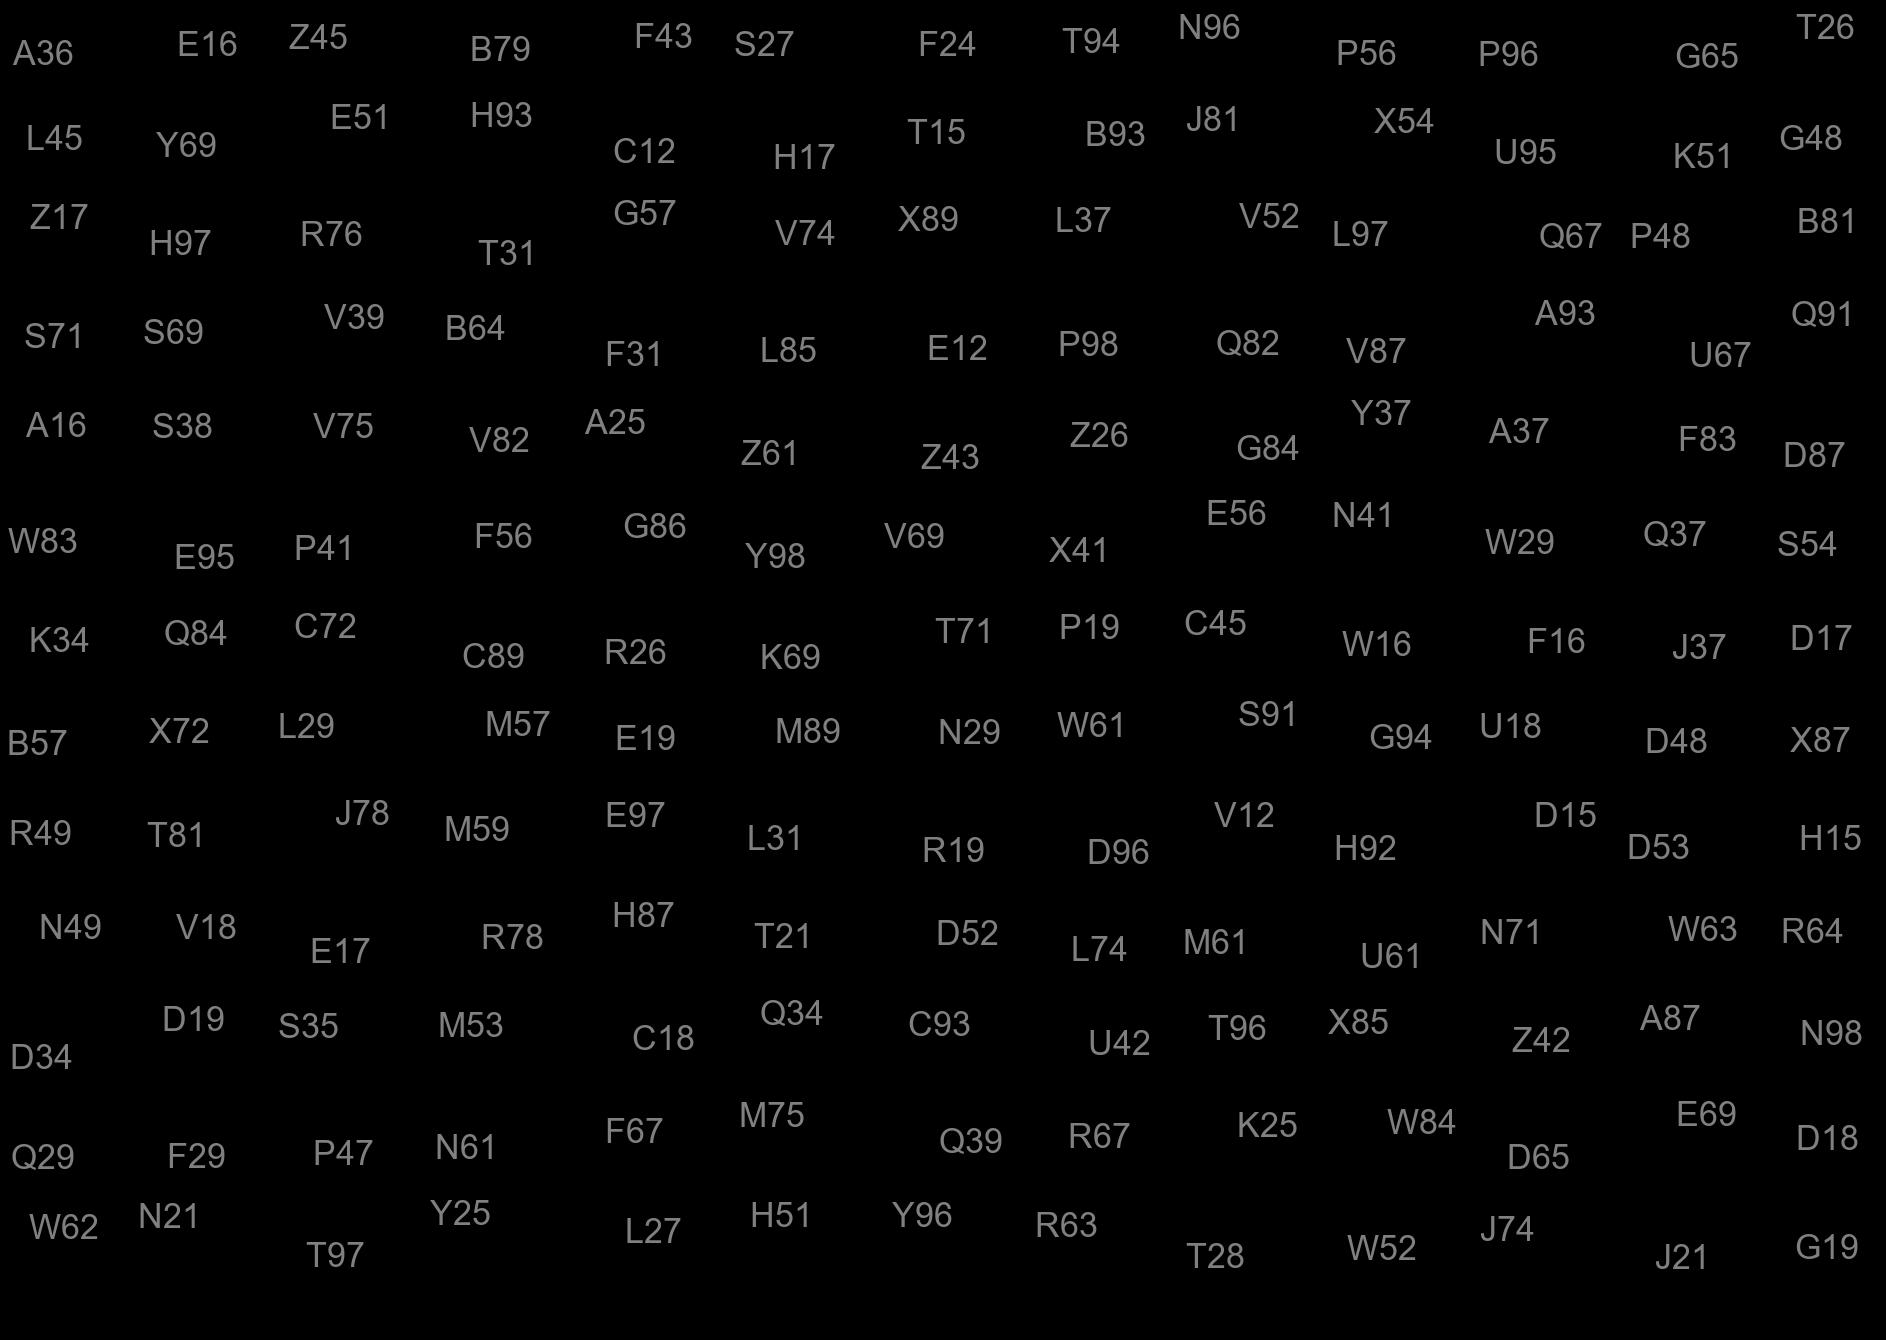 A36 E16 Z45 B79 F43 S27 F24 T94 N96 P56 P96 G65 T26
L45 Y69 E51 H93 C12 H17 T15 B93 J81 X54 U95 K51 G48
Z17 H97 R76 T31 G57 V74 X89 L37 V52 L97 Q67 P48 B81
S71 S69 V39 B64 F31 L85 E12 P98 Q82 V87 A93 U67 Q91
A16 S38 V75 V82 A25 Z61 Z43 Z26 G84 Y37 A37 F83 D87
W83 E95 P41 F56 G86 Y98 V69 X41 E56 N41 W29 Q37 S54
K34 Q84 C72 C89 R26 K69 T71 P19 C45 W16 F16 J37 D17
B57 X72 L29 M57 E19 M89 N29 W61 S91 G94 U18 D48 X87
R49 T81 J78 M59 E97 L31 R19 D96 V12 H92 D15 D53 H15
N49 V18 E17 R78 H87 T21 D52 L74 M61 U61 N71 W63 R64
D34 D19 S35 M53 C18 Q34 C93 U42 T96 X85 Z42 A87 N98
Q29 F29 P47 N61 F67 M75 Q39 R67 K25 W84 D65 E69 D18
W62 N21 T97 Y25 L27 H51 Y96 R63 T28 W52 J74 J21 G19